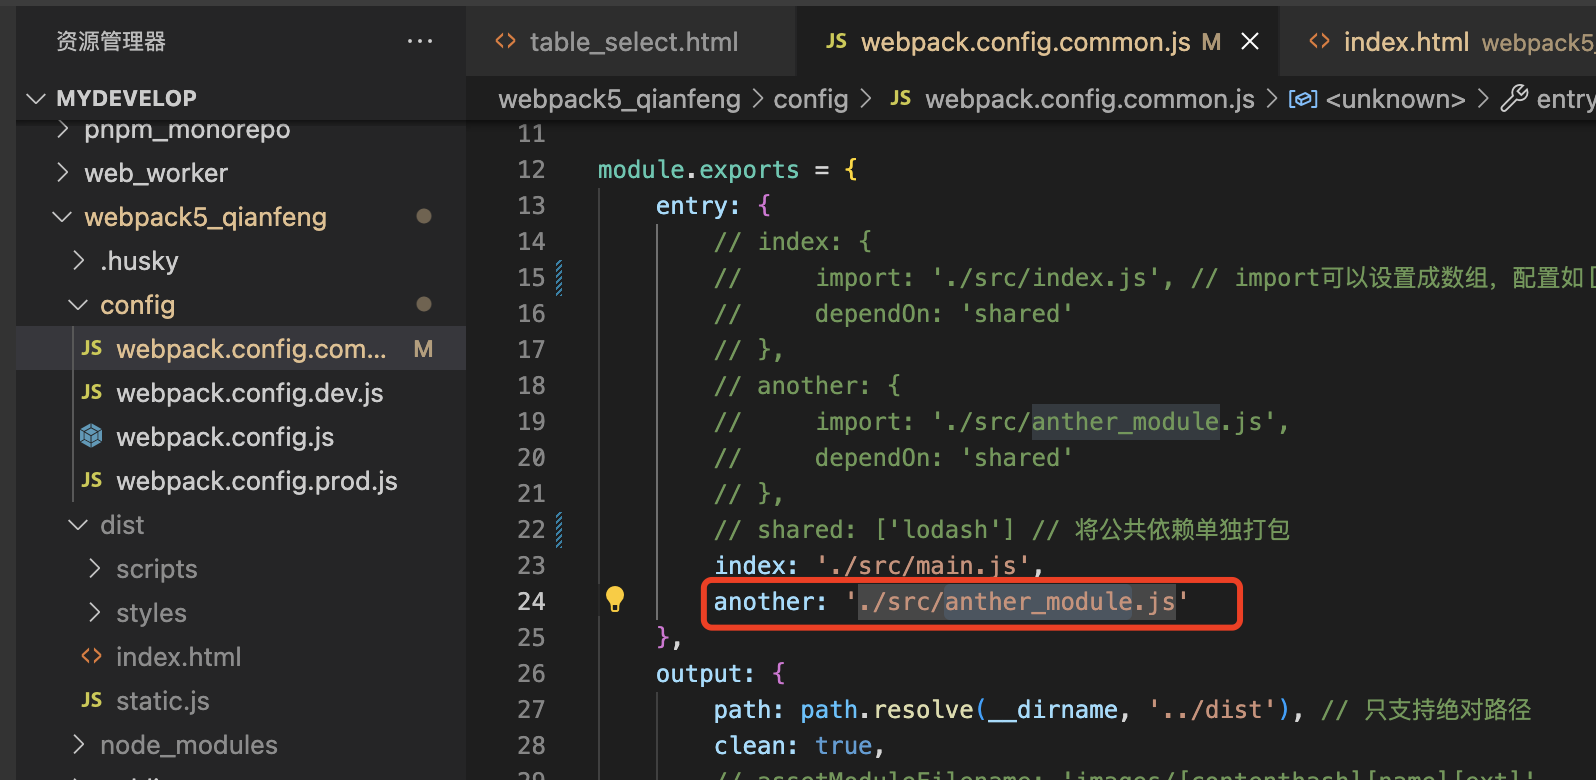 资源管理器
MYDEVELOP
pnpm_monorepo
web_worker
webpack5_qianfeng
.husky
config
JS webpack.config.com... M
JS webpack.config.dev.js
webpack.config.js
JS webpack.config.prod.js
dist
scripts
styles
<> index.html
JS static.js
node_modules
<> table_select.html
JS webpack.config.common.js M
<> index.html webpack5_
webpack5_qianfeng > config > JS webpack.config.common.js > <unknown> > entry
11
12 module.exports = {
13 entry: {
14 // index: {
15 // import: './src/index.js', // import可以设置成数组，配置如[
16 // dependOn: 'shared'
17 // },
18 // another: {
19 // import: './src/anther_module.js',
20 // dependOn: 'shared'
21 // },
22 // shared: ['lodash'] // 将公共依赖单独打包
23 index: './src/main.js',
24 another: './src/anther_module.js'
25 },
26 output: {
27 path: path.resolve(__dirname, '../dist'), // 只支持绝对路径
28 clean: true,
29 // assetModuleFilename: 'images/[contenthash][name][ext]'